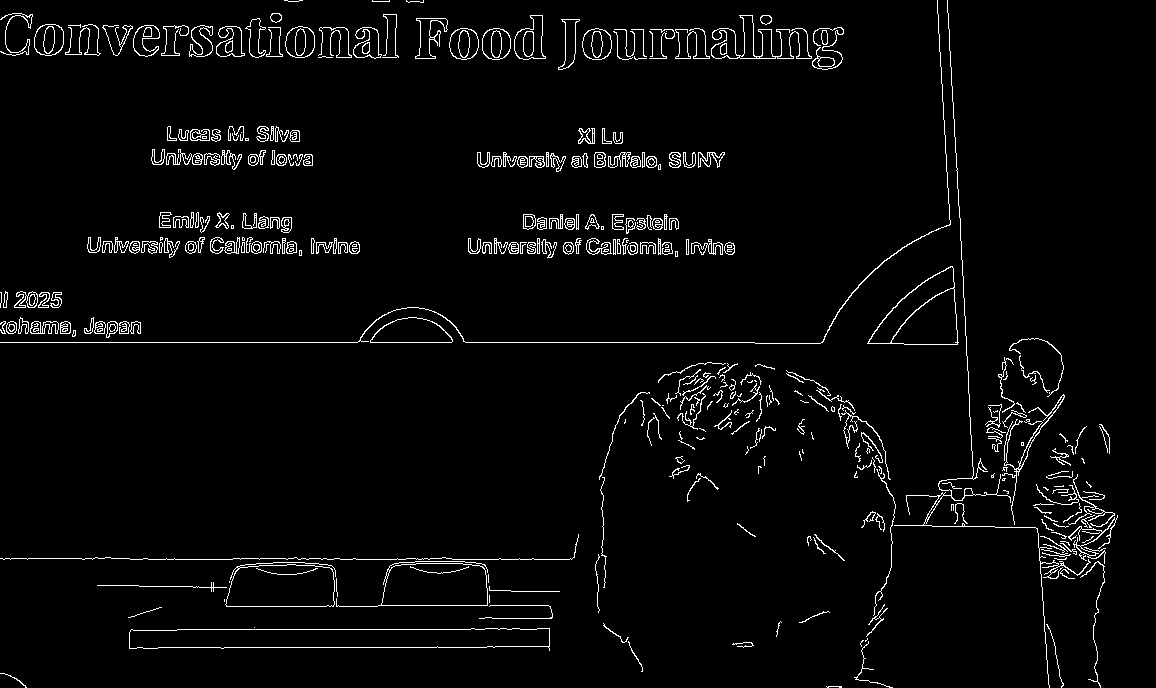 Conversational Food Journaling
Lucas M. Silva
University of Iowa
Xi Lu
University at Buffalo, SUNY
Emily X. Liang
University of California, Irvine
Daniel A. Epstein
University of California, Irvine
2025
Japan